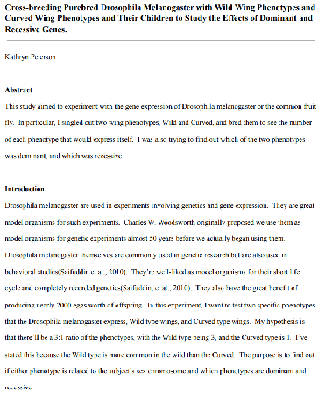 Cross-breeding Purebred Drosophila Melanogaster with Wild Wing Phenotypes and
Curved Wing Phenotypes and Their Children to Study the Effects of Dominant and
Recessive Genes.
Kathryn Peterson
Abstract
This study aimed to experiment with the gene expression of Drosophila melanogaster or the common fruit
fly. In particular, I singled out two wing phenotypes, Wild and Curved, and bred them to see the number
of each phenotype that would express itself. I was also trying to find out which of the two phenotypes
was dominant, and which was recessive.
Introduction
Drosophila melanogaster are used in experiments involving genetics and gene expression. They are great
model organisms for such experiments. Charles W. Woodsworth originally proposed we use them as
model organisms for genetic experiments almost 50 years before we actually began using them.
Drosophila melanogaster themselves are commonly used in genetic research but are also used in
behavioral studies(Saifuddin, et. al., 2010). They're well-liked as model organisms for their short life
cycle and completely recorded genetics(Saifuddin, et. al., 2010). They also have the great benefit of
producing nearly 2000 eggs worth of offspring. In this experiment, I want to test two specific phenotypes
that the Drosophila melanogaster express, Wild type wings, and Curved type wings. My hypothesis is
that there'll be a 3:1 ratio of the phenotypes, with the Wild type being 3, and the Curved type is 1. I've
stated this because the Wild type is more common in the wild than the Curved. The purpose is to find out
if either phenotype is related to the subject's sex chromosome and which phenotypes are dominant and
recessive.